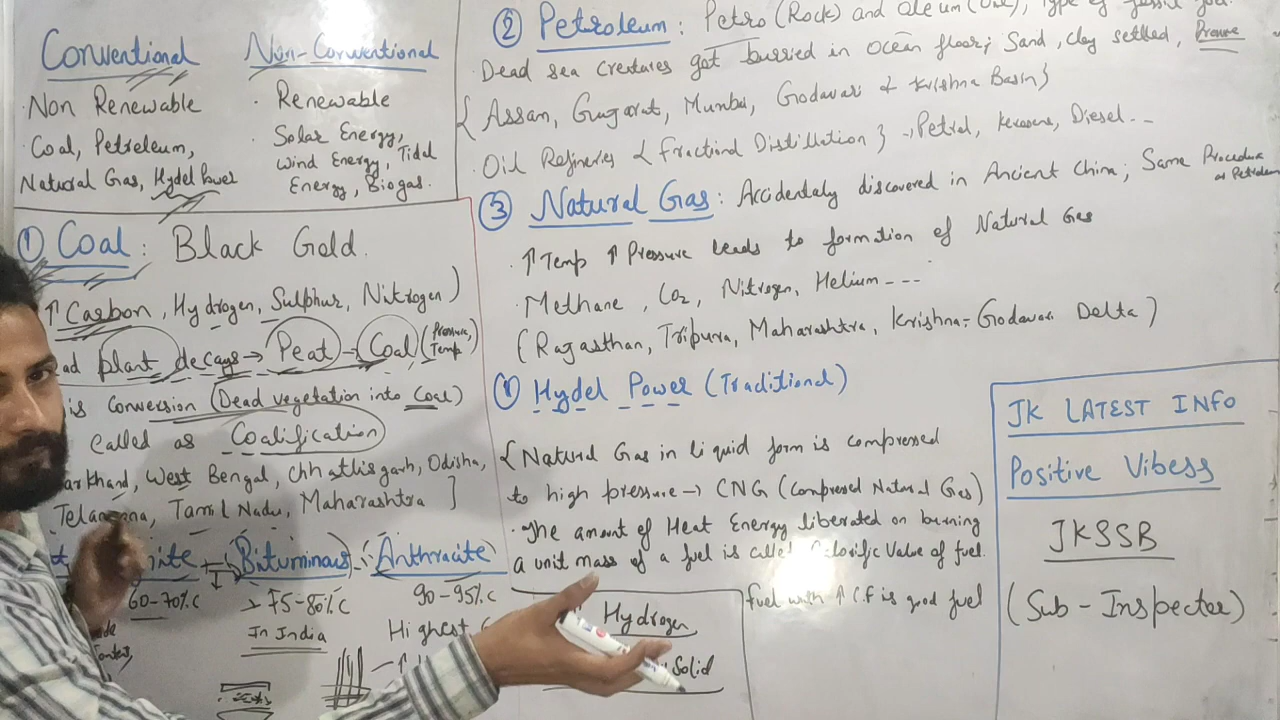 Conventional
Non Renewable
Coal, Petroleum,
Natural Gas, Hydel Power
Non-Conventional
Renewable
Solar Energy,
Wind Energy, Tidal
Energy, Biogas.
① Coal : Black Gold.
↑ Carbon, Hydrogen, Sulphur, Nitrogen)
plant decays → Peat - Coal (Pressure, Temp)
is conversion (Dead vegetation into Coal)
called as Coalification
West Bengal, Chhattisgarh, Odisha,
Telangana, Tamil Nadu, Maharashtra ]
Bituminous - Anthracite
60-70% C
75-80% C
In India
90-95% C
Highest
② Petroleum : Petro (Rock) and oleum (Oil), Type of fossil fuel.
Dead sea creatures got burried in ocean floor; Sand, clay settled,
{ Assam, Gugarat, Mumbai, Godavari & Krishna Basin }
Oil Refineries { Fractional Distillation } → Petrol, Kerosene, Diesel --
③ Natural Gas : Accidentaly discovered in Ancient China; Same Procedure as Petroleum
↑ Temp ↑ Pressure leads to formation of Natural Gas
Methane, CO2, Nitrogen, Helium ----
(Rajasthan, Tripura, Maharashtra, Krishna-Godavari Delta)
Hydel Power (Traditional)
{ Natural Gas in liquid form is compressed
to high pressure → CNG (Compressed Natural Gas)
The amount of Heat Energy liberated on burning
a unit mass of a fuel is called Calorific Value of fuel.
fuel with ↑ C.F is good fuel
Hydrogen
Solid
JK LATEST INFO
Positive Vibess
JKSSB
(Sub-Inspector)